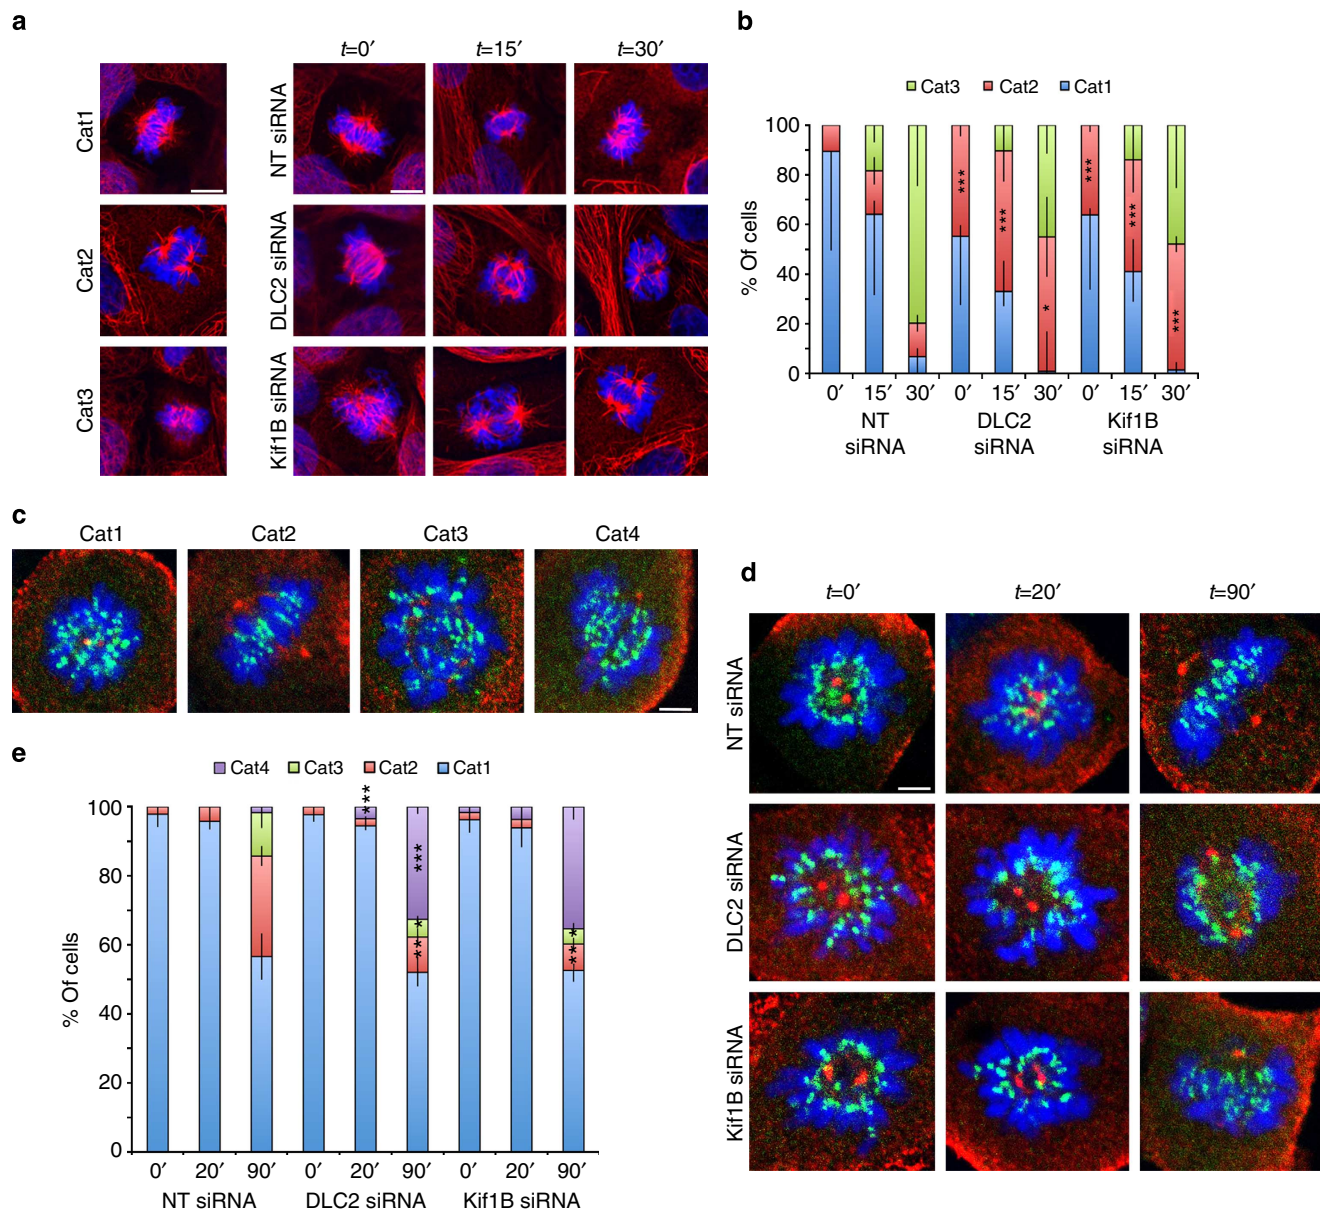 a
t=0′
t=15′
t=30′
Cat1
Cat2
Cat3
NT siRNA
DLC2 siRNA
Kif1B siRNA
b
Cat3
Cat2
Cat1
% Of cells
100
80
60
40
20
0
***
***
*
***
***
***
0′ 15′ 30′ 0′ 15′ 30′ 0′ 15′ 30′
NT DLC2 Kif1B
siRNA siRNA siRNA
c
Cat1
Cat2
Cat3
Cat4
d
t=0′
t=20′
t=90′
NT siRNA
DLC2 siRNA
Kif1B siRNA
e
Cat4
Cat3
Cat2
Cat1
% Of cells
100
80
60
40
20
0
***
***
*
**
*
**
0′ 20′ 90′ 0′ 20′ 90′ 0′ 20′ 90′
NT siRNA DLC2 siRNA Kif1B siRNA